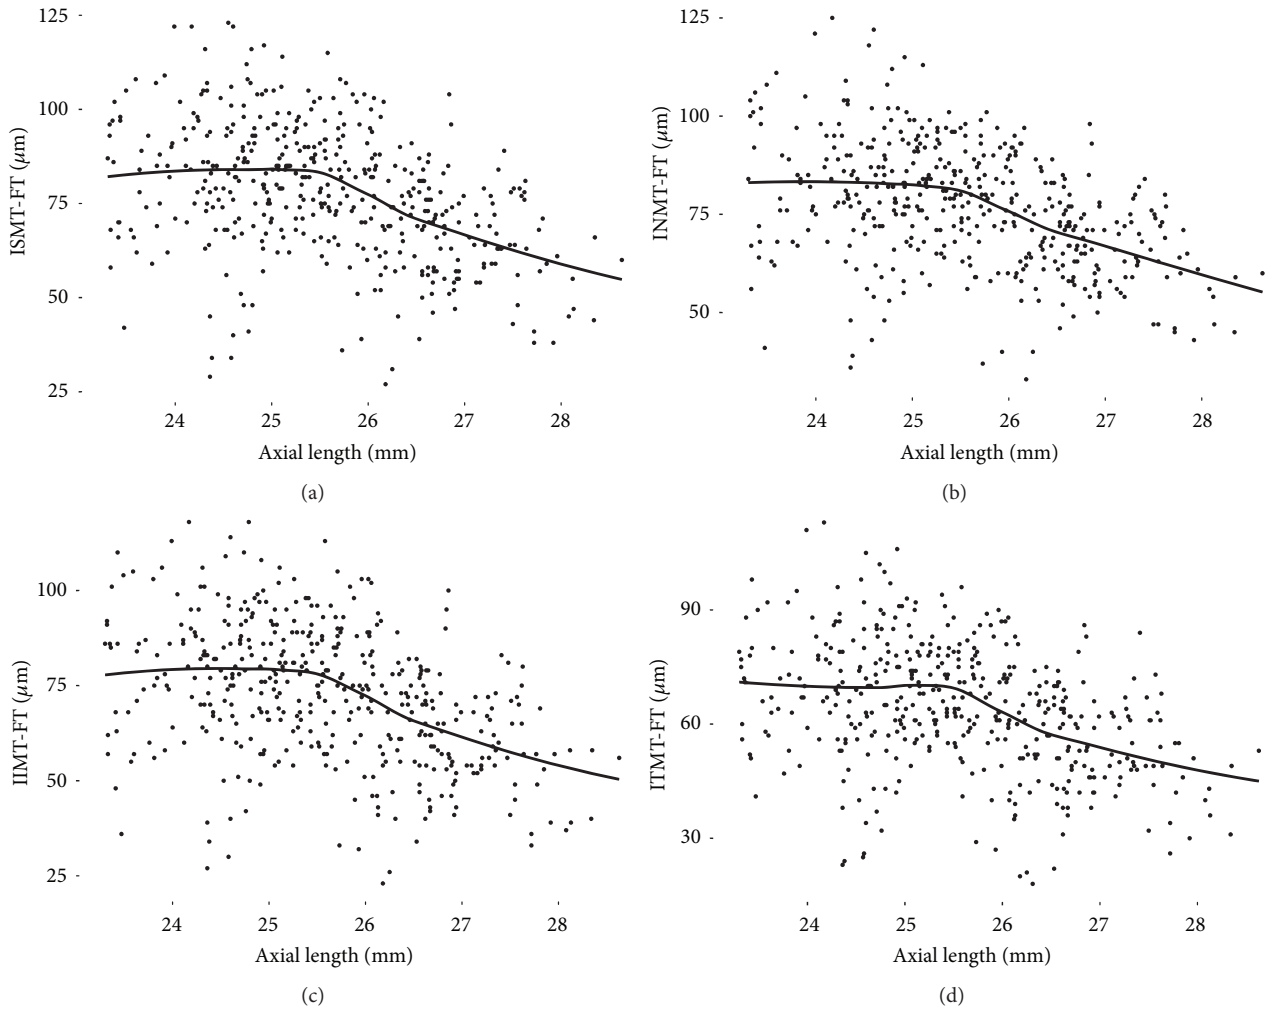 125
100
75
50
25
ISMT-FT (μm)
24 25 26 27 28
Axial length (mm)
(a)
125
100
75
50
INMT-FT (μm)
24 25 26 27 28
Axial length (mm)
(b)
100
75
50
25
IIMT-FT (μm)
24 25 26 27 28
Axial length (mm)
(c)
90
60
30
ITMT-FT (μm)
24 25 26 27 28
Axial length (mm)
(d)